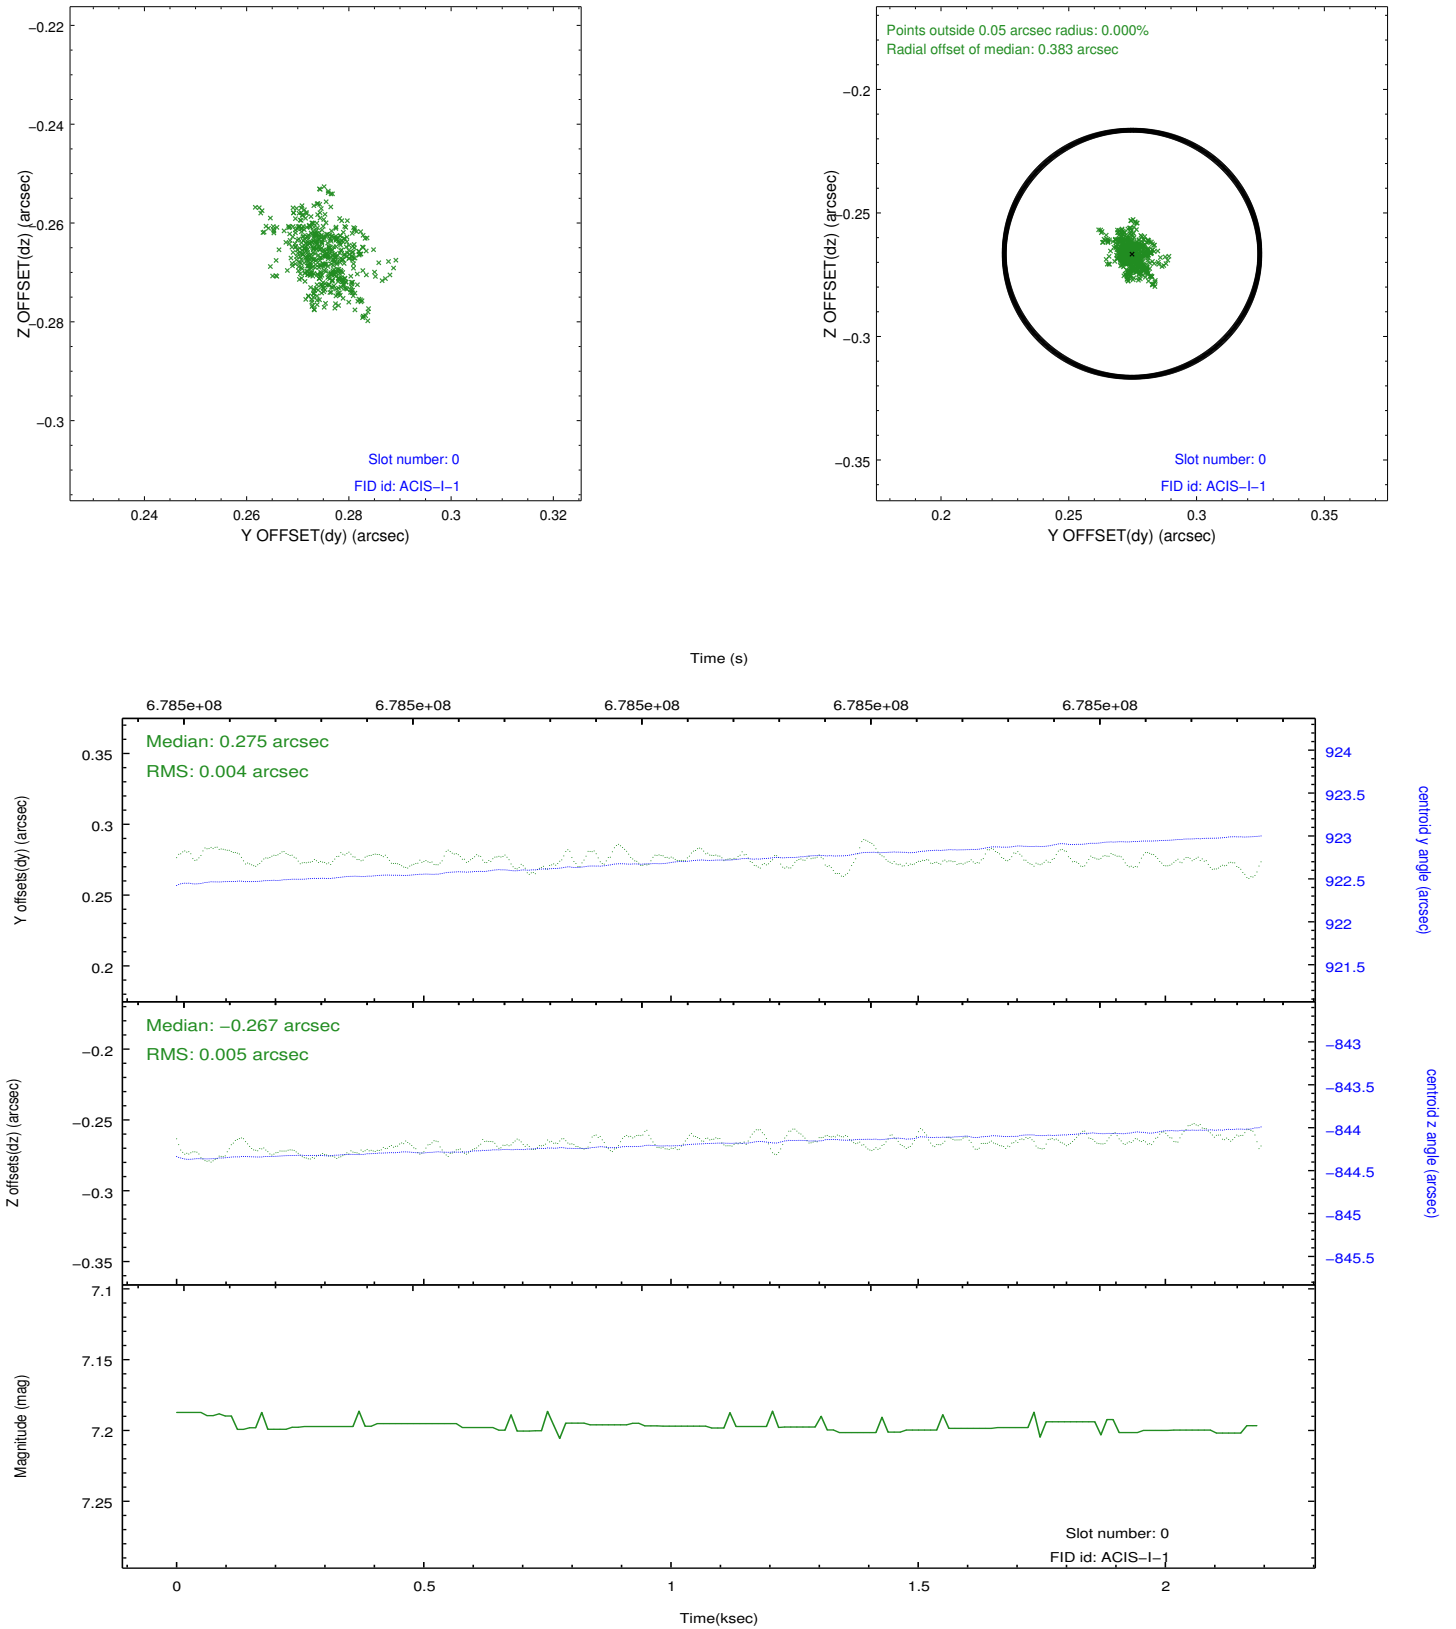 −0.22
−0.24
−0.26
−0.28
−0.3
Z OFFSET(dz) (arcsec)
Slot number: 0
FID id: ACIS−I−1
0.24
0.26
0.28
0.3
0.32
Y OFFSET(dy) (arcsec)
Points outside 0.05 arcsec radius: 0.000%
Radial offset of median: 0.383 arcsec
−0.2
−0.25
−0.3
−0.35
Z OFFSET(dz) (arcsec)
Slot number: 0
FID id: ACIS−I−1
0.2
0.25
0.3
0.35
Y OFFSET(dy) (arcsec)
Time (s)
6.785e+08
6.785e+08
6.785e+08
6.785e+08
6.785e+08
Median: 0.275 arcsec
RMS: 0.004 arcsec
0.35
0.3
0.25
0.2
Y offsets(dy) (arcsec)
924
923.5
923
922.5
922
921.5
centroid y angle (arcsec)
Median: −0.267 arcsec
RMS: 0.005 arcsec
−0.2
−0.25
−0.3
−0.35
Z offsets(dz) (arcsec)
−843
−843.5
−844
−844.5
−845
−845.5
centroid z angle (arcsec)
7.1
7.15
7.2
7.25
Magnitude (mag)
Slot number: 0
FID id: ACIS−I−1
0
0.5
1
1.5
2
Time(ksec)